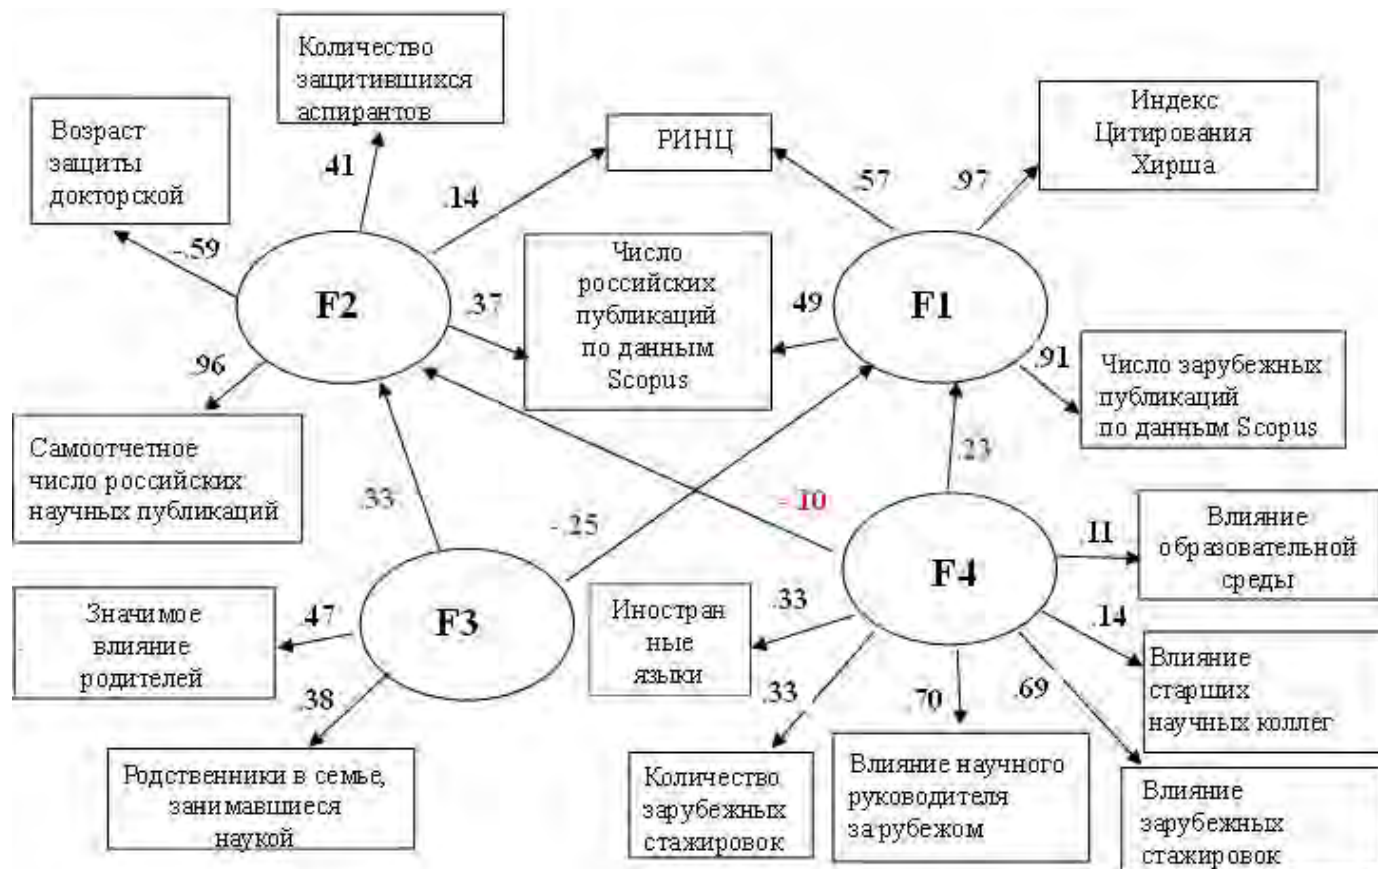 Количество
защитившихся
аспирантов
Возраст
защиты
докторской
РИНЦ
Индекс
Цитирования
Хирша
.41
.14
.57
.97
-.59
F2
.37
Число
российских
публикаций
по данным
Scopus
.49
F1
.96
.91
Число зарубежных
публикаций
по данным Scopus
Самоотчетное
число российских
научных публикаций
.33
-.25
-.10
.23
Влияние
образовательной
среды
.11
F4
Значимое
влияние
родителей
.47
F3
Иностран
ные
языки
.33
.14
Влияние
старших
научных коллег
.38
.33
.70
.69
Родственники в семье,
занимавшиеся
наукой
Количество
зарубежных
стажировок
Влияние научного
руководителя
за рубежом
Влияние
зарубежных
стажировок